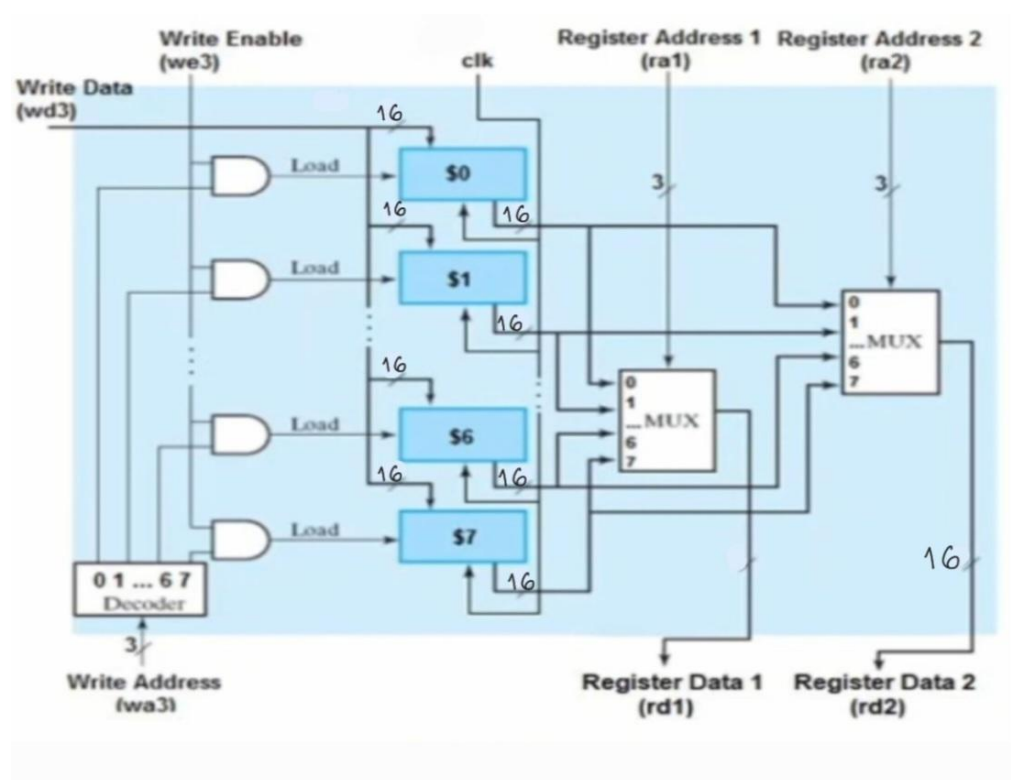 Write Enable
(we3)
clk
Register Address 1
(ra1)
Register Address 2
(ra2)
Write Data
(wd3)
16
Load
$0
3
3
16
16
Load
$1
16
0
1
...
6
7
MUX
16
0
1
...
6
7
MUX
Load
$6
16
16
Load
$7
16
16
0 1 ... 6 7
Decoder
3
Write Address
(wa3)
Register Data 1
(rd1)
Register Data 2
(rd2)